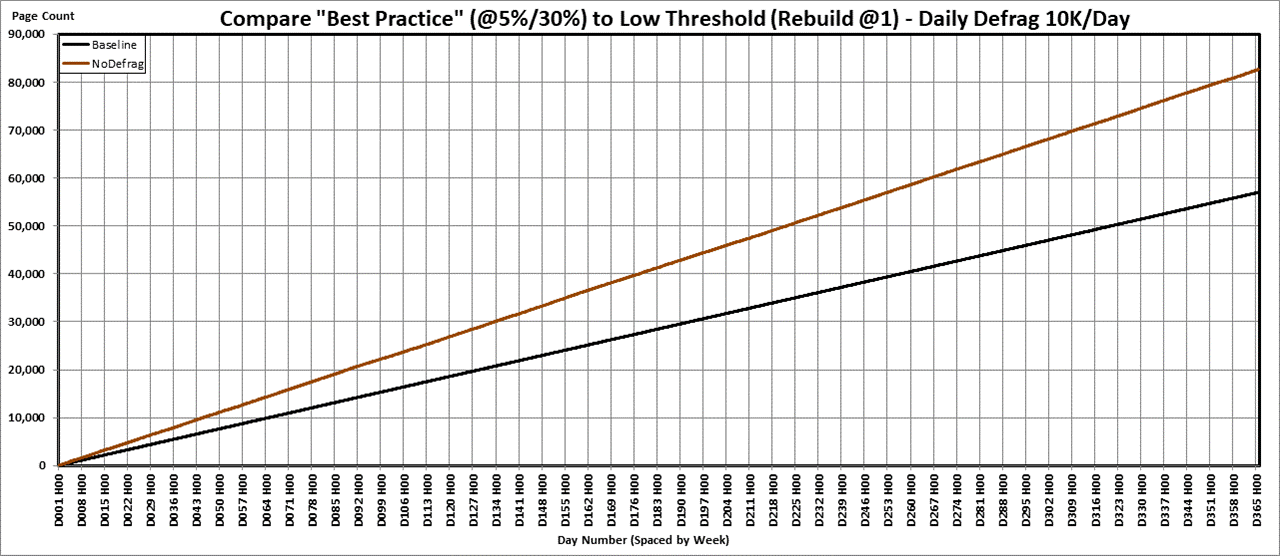 Page Count
Compare "Best Practice" (@5%/30%) to Low Threshold (Rebuild @1) - Daily Defrag 10K/Day
Baseline
NoDefrag
90,000
80,000
70,000
60,000
50,000
40,000
30,000
20,000
10,000
0
D001 H00
D008 H00
D015 H00
D022 H00
D029 H00
D036 H00
D043 H00
D050 H00
D057 H00
D064 H00
D071 H00
D078 H00
D085 H00
D092 H00
D099 H00
D106 H00
D113 H00
D120 H00
D127 H00
D134 H00
D141 H00
D148 H00
D155 H00
D162 H00
D169 H00
D176 H00
D183 H00
D190 H00
D197 H00
D204 H00
D211 H00
D218 H00
D225 H00
D232 H00
D239 H00
D246 H00
D253 H00
D260 H00
D267 H00
D274 H00
D281 H00
D288 H00
D295 H00
D302 H00
D309 H00
D316 H00
D323 H00
D330 H00
D337 H00
D344 H00
D351 H00
D358 H00
D365 H00
Day Number (Spaced by Week)